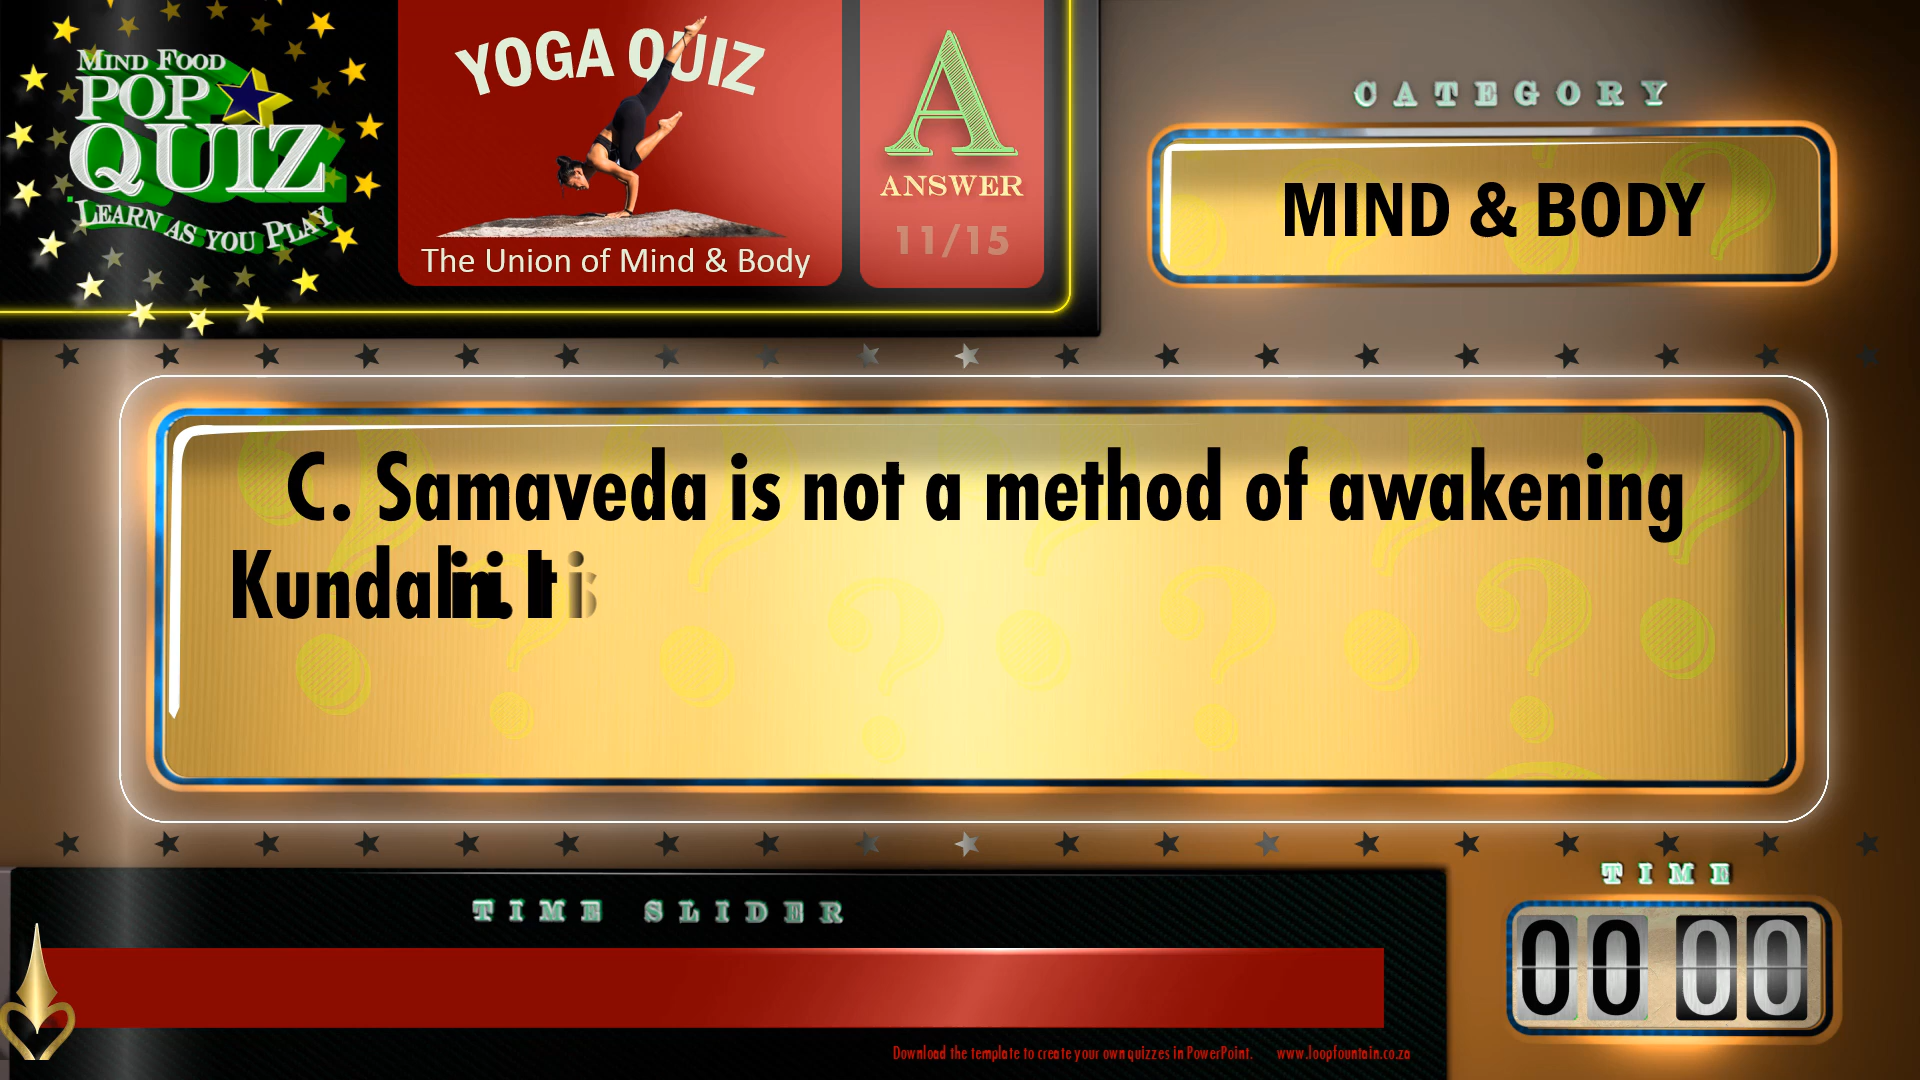 MIND FOOD
POP
QUIZ
LEARN AS YOU PLAY
YOGA QUIZ
The Union of Mind & Body
A
ANSWER
11/15
CATEGORY
MIND & BODY
C. Samaveda is not a method of awakening
Kundalini. It is
TIME SLIDER
TIME
00 00
Download the template to create your own quizzes in PowerPoint. www.loopfountain.co.za